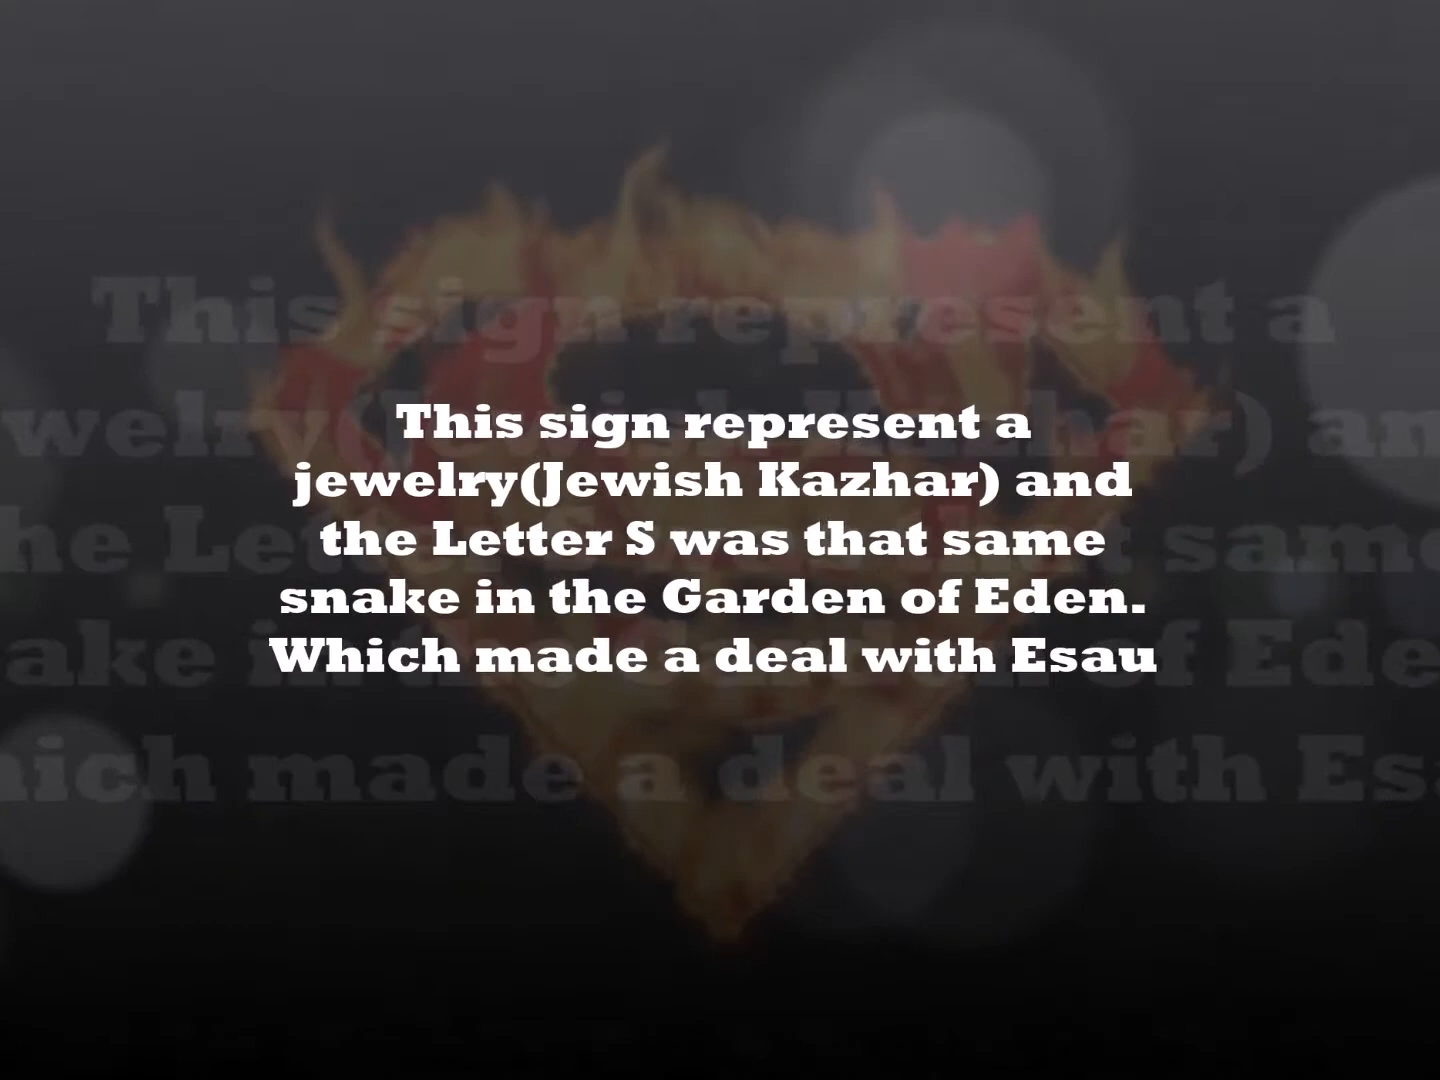 This sign represent a
jewelry(Jewish Kazhar) and
the Letter S was that same
snake in the Garden of Eden.
Which made a deal with Esau